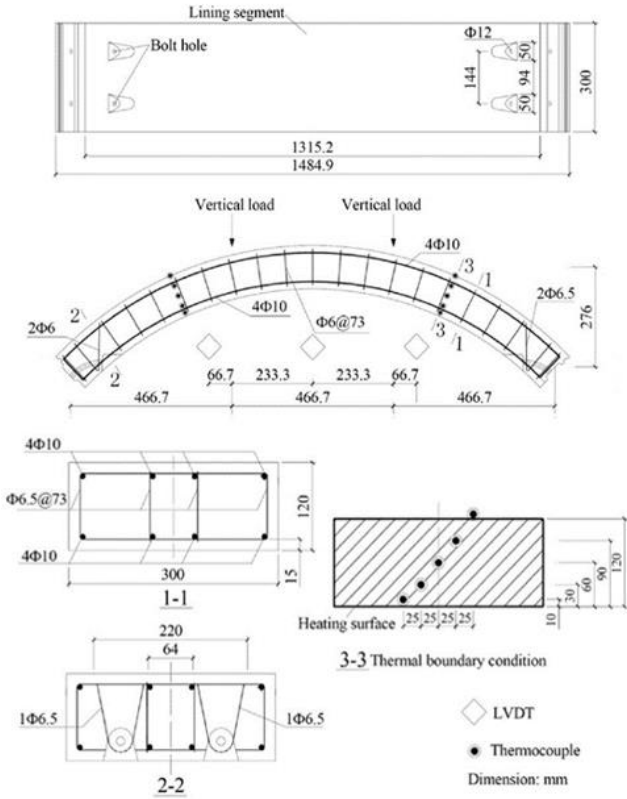 Lining segment
Bolt hole
Φ12
50
94
50
144
300
1315.2
1484.9
Vertical load
Vertical load
4Φ10
3
1
2Φ6.5
2
2Φ6
4Φ10
Φ6@73
3
1
2
276
66.7
233.3
233.3
66.7
466.7
466.7
466.7
4Φ10
Φ6.5@73
4Φ10
120
15
300
1-1
Heating surface
25
25
25
25
10
30
60
90
120
3-3 Thermal boundary condition
220
64
1Φ6.5
1Φ6.5
2-2
LVDT
Thermocouple
Dimension: mm